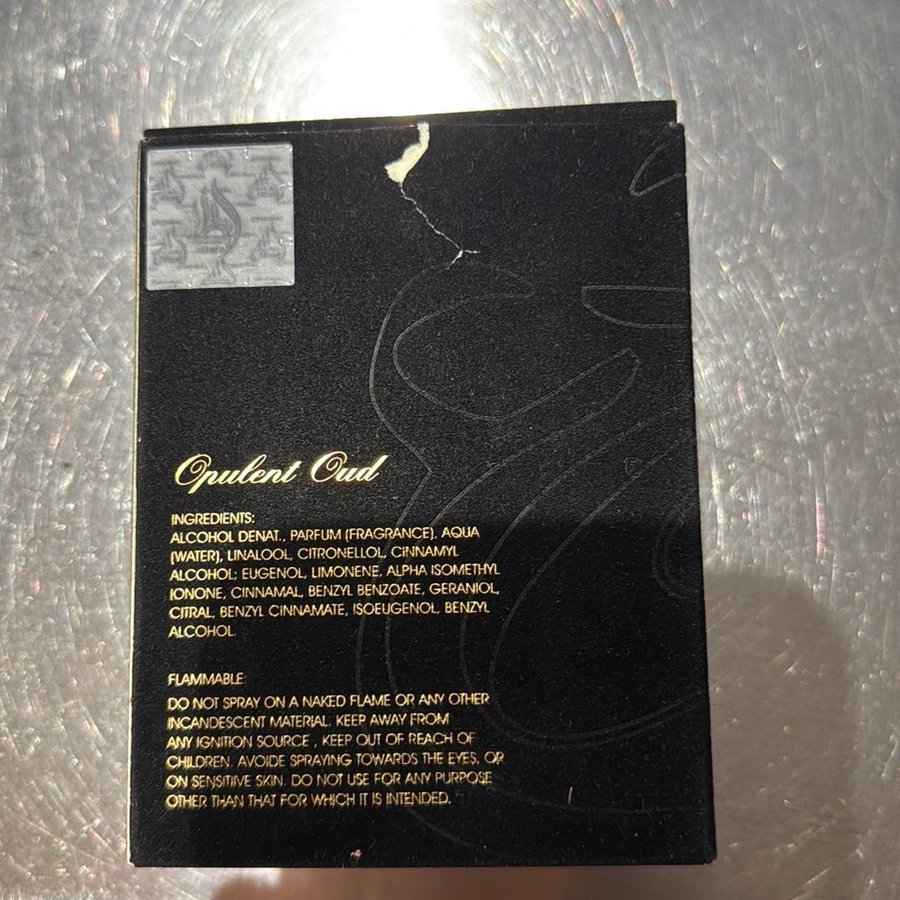 Opulent Oud
INGREDIENTS:
ALCOHOL DENAT., PARFUM (FRAGRANCE), AQUA
(WATER), LINALOOL, CITRONELLOL, CINNAMYL
ALCOHOL; EUGENOL, LIMONENE, ALPHA ISOMETHYL
IONONE, CINNAMAL, BENZYL BENZOATE, GERANIOL,
CITRAL, BENZYL CINNAMATE, ISOEUGENOL, BENZYL
ALCOHOL.
FLAMMABLE:
DO NOT SPRAY ON A NAKED FLAME OR ANY OTHER
INCANDESCENT MATERIAL. KEEP AWAY FROM
ANY IGNITION SOURCE , KEEP OUT OF REACH OF
CHILDREN. AVOIDE SPRAYING TOWARDS THE EYES, OR
ON SENSITIVE SKIN. DO NOT USE FOR ANY PURPOSE
OTHER THAN THAT FOR WHICH IT IS INTENDED.